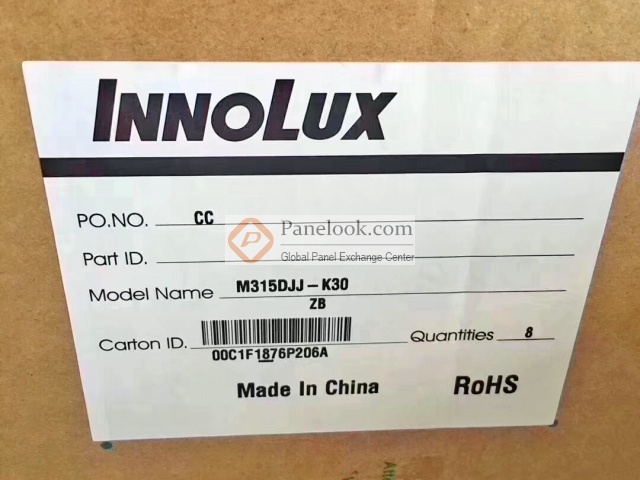 INNOLUX
PO.NO. CC
Panelook.com
Part ID. Global Panel Exchange Center
Model Name M315DJJ-K30
ZB
Carton ID. Quantities 8
00C1F1876P206A
Made In China RoHS